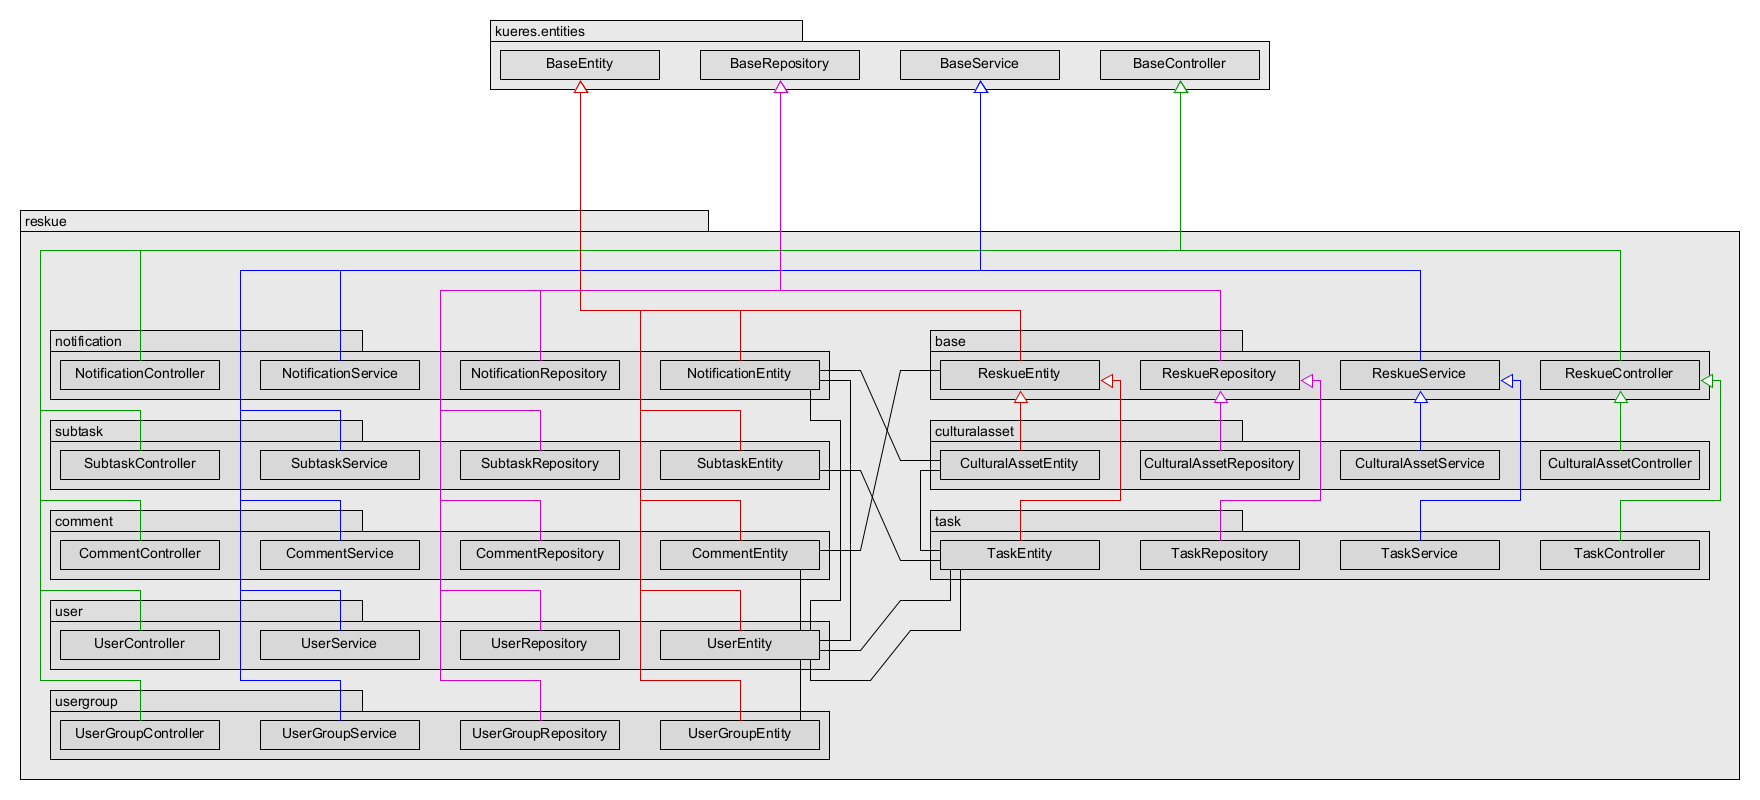 kueres.entities
BaseEntity
BaseRepository
BaseService
BaseController
reskue
notification
NotificationController
NotificationService
NotificationRepository
NotificationEntity
base
ReskueEntity
ReskueRepository
ReskueService
ReskueController
subtask
SubtaskController
SubtaskService
SubtaskRepository
SubtaskEntity
culturalasset
CulturalAssetEntity
CulturalAssetRepository
CulturalAssetService
CulturalAssetController
comment
CommentController
CommentService
CommentRepository
CommentEntity
task
TaskEntity
TaskRepository
TaskService
TaskController
user
UserController
UserService
UserRepository
UserEntity
usergroup
UserGroupController
UserGroupService
UserGroupRepository
UserGroupEntity